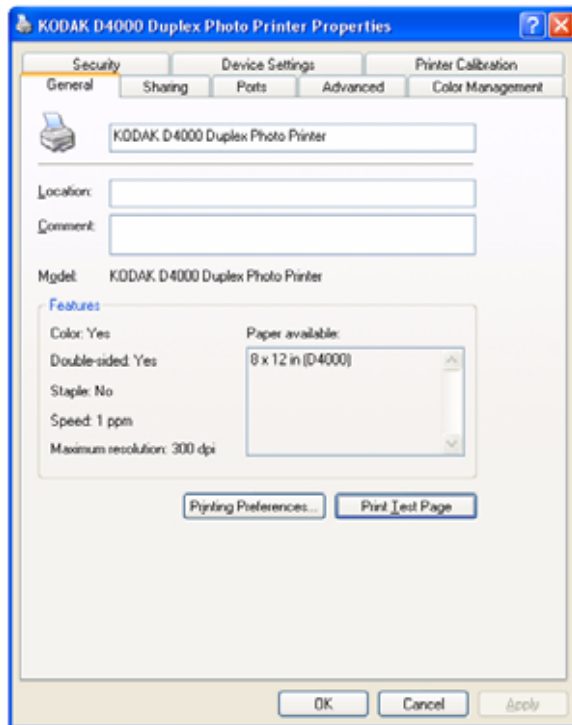 KODAK D4000 Duplex Photo Printer Properties
Security Device Settings Printer Calibration
General Sharing Ports Advanced Color Management
KODAK D4000 Duplex Photo Printer
Location:
Comment:
Model: KODAK D4000 Duplex Photo Printer
Features
Color: Yes Paper available:
Double-sided: Yes 8 x 12 in (D4000)
Staple: No
Speed: 1 ppm
Maximum resolution: 300 dpi
Printing Preferences... Print Test Page
OK Cancel Apply